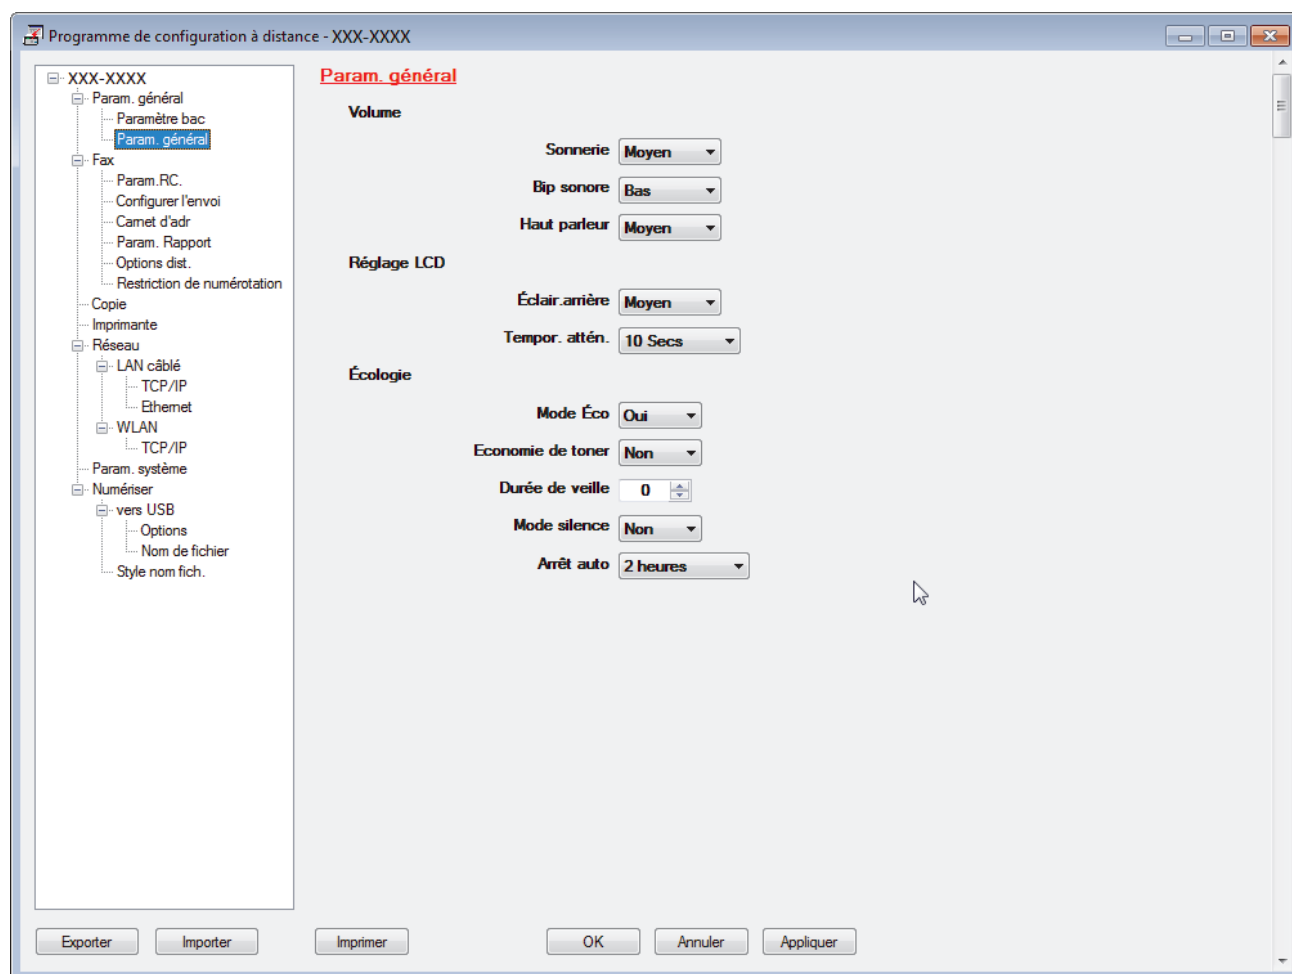 Programme de configuration à distance - XXX-XXXX
XXX-XXXX
Param. général
Paramètre bac
Param. général
Fax
Param.RC.
Configurer l'envoi
Carnet d'adr
Param. Rapport
Options dist.
Restriction de numérotation
Copie
Imprimante
Réseau
LAN câblé
TCP/IP
Ethernet
WLAN
TCP/IP
Param. système
Numériser
vers USB
Options
Nom de fichier
Style nom fich.
Param. général
Volume
Sonnerie Moyen
Bip sonore Bas
Haut parleur Moyen
Réglage LCD
Éclair.arrière Moyen
Tempor. attén. 10 Secs
Écologie
Mode Éco Oui
Economie de toner Non
Durée de veille 0
Mode silence Non
Arrêt auto 2 heures
Exporter Importer Imprimer OK Annuler Appliquer